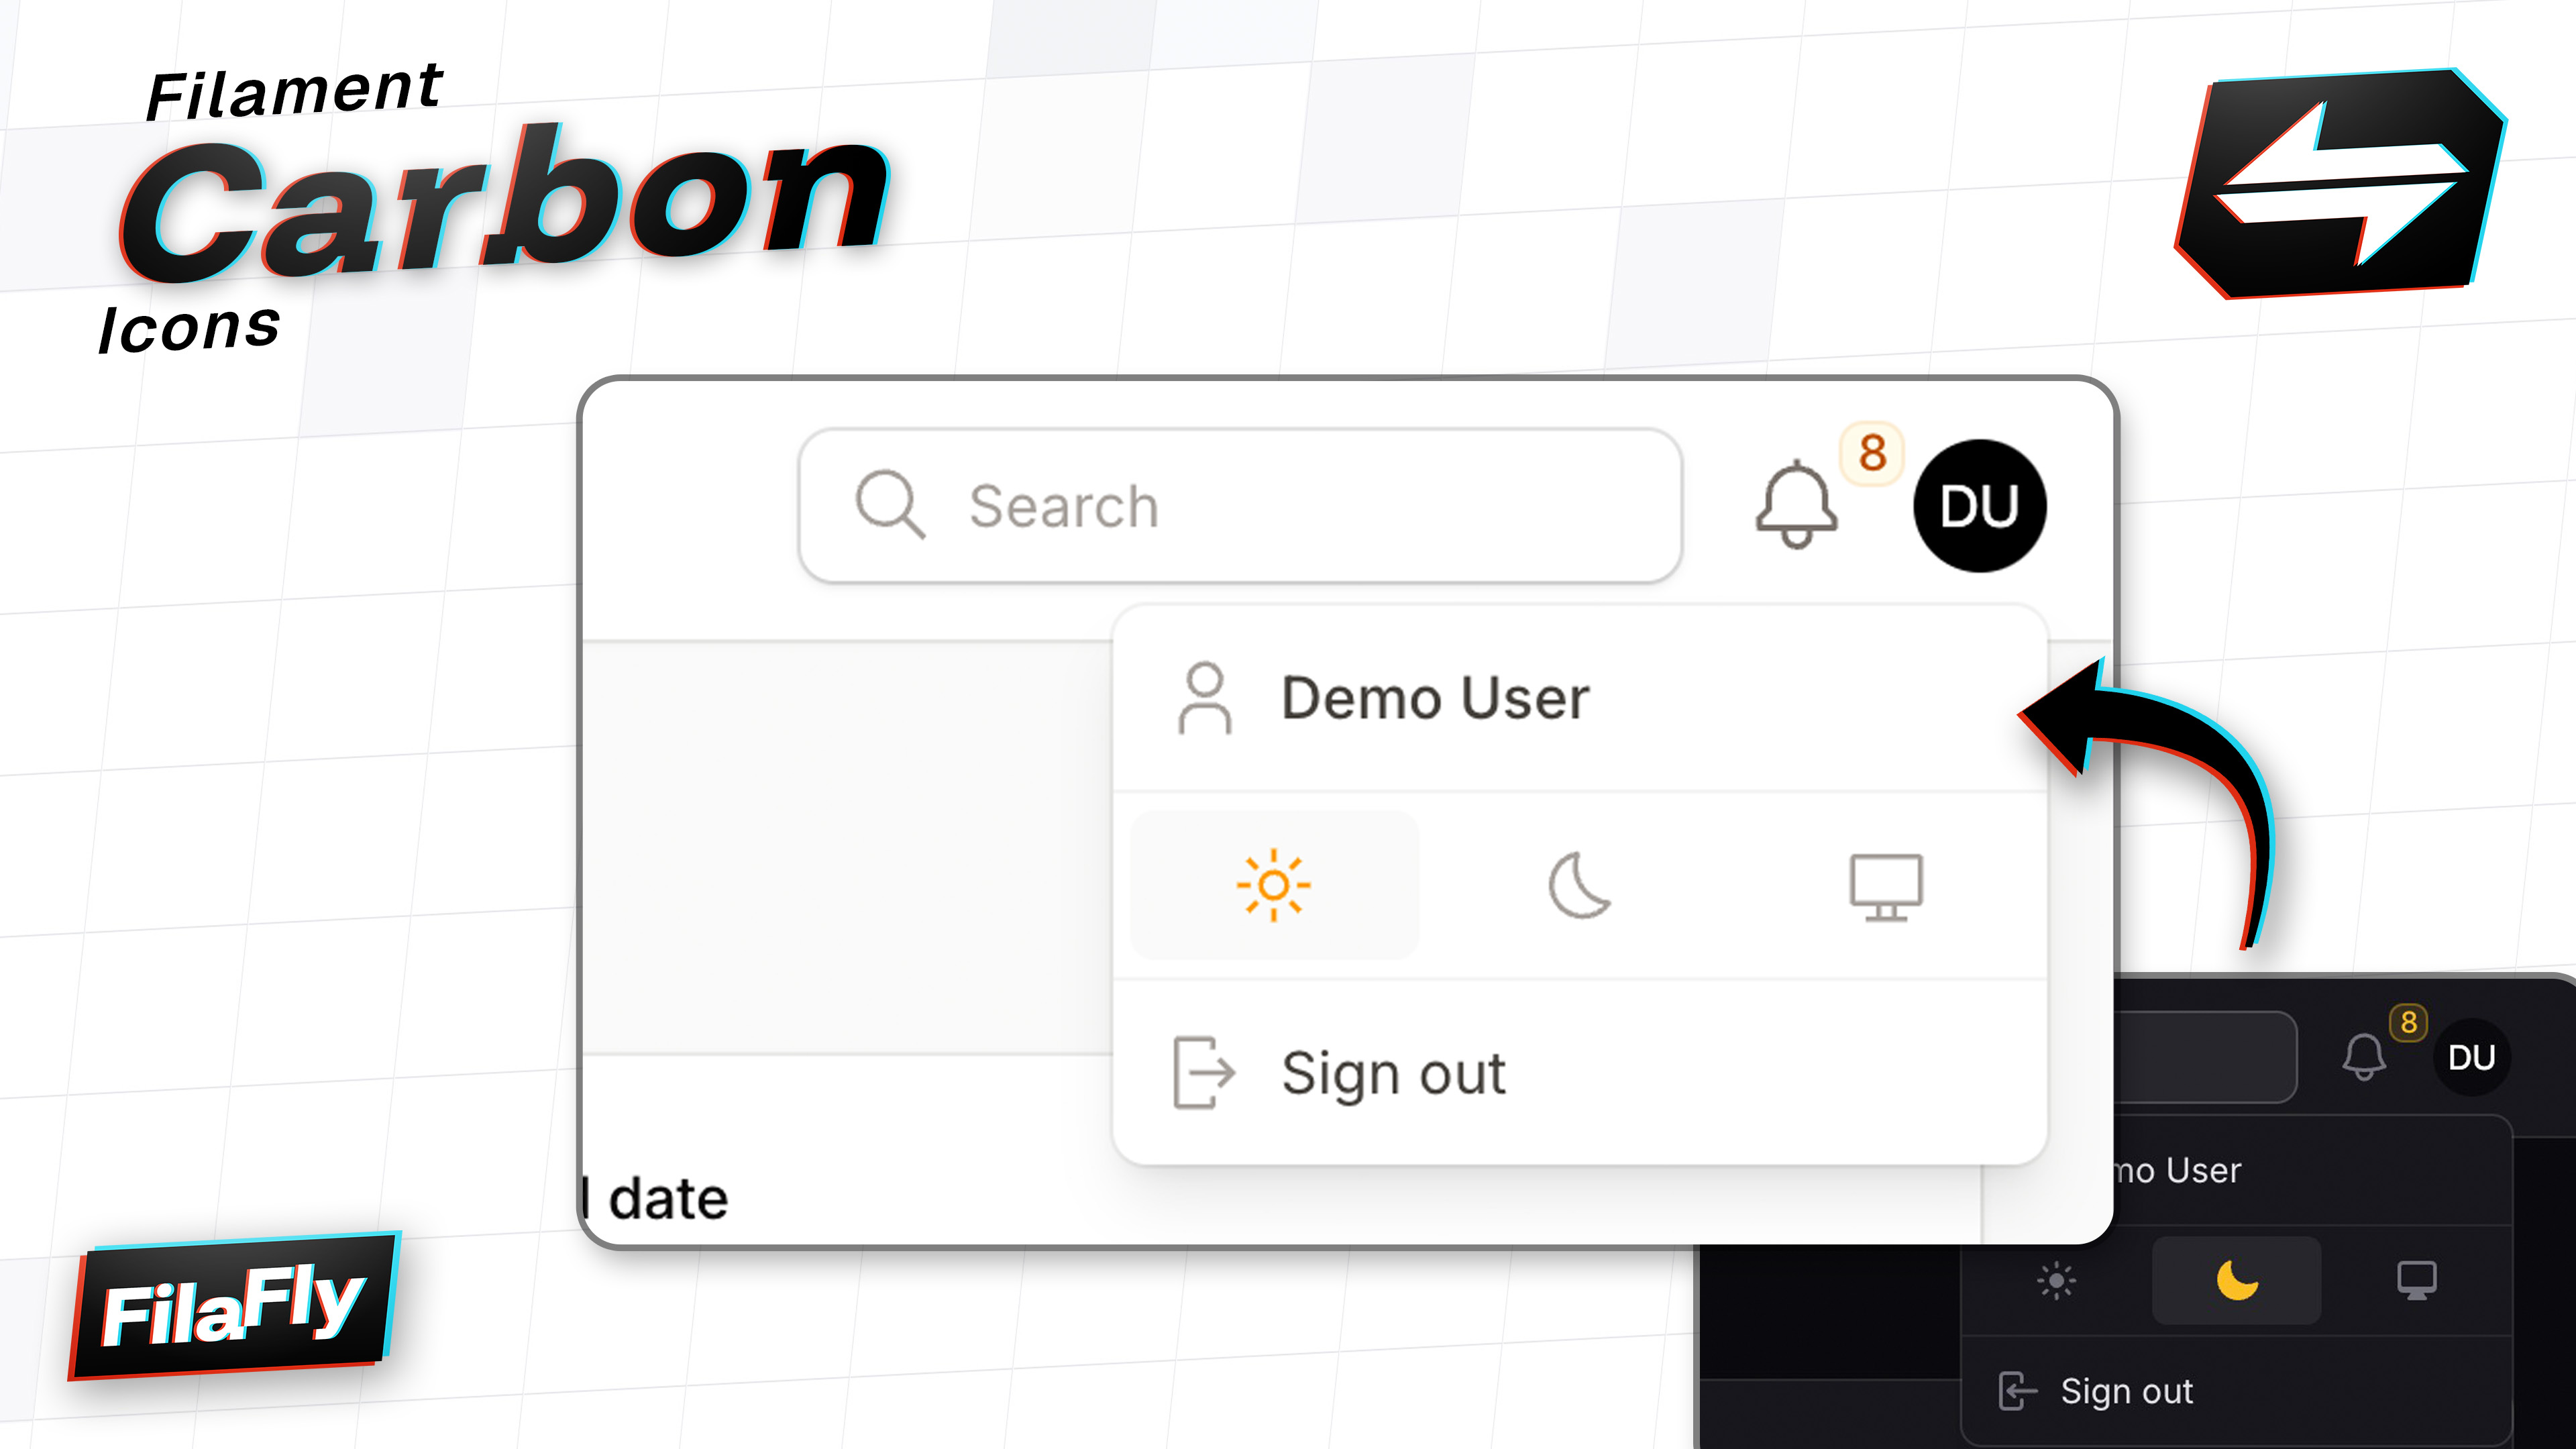 Filament
Carbon
Icons
Search
8
DU
Demo User
Sign out
date
FilaFly
8
DU
mo User
Sign out